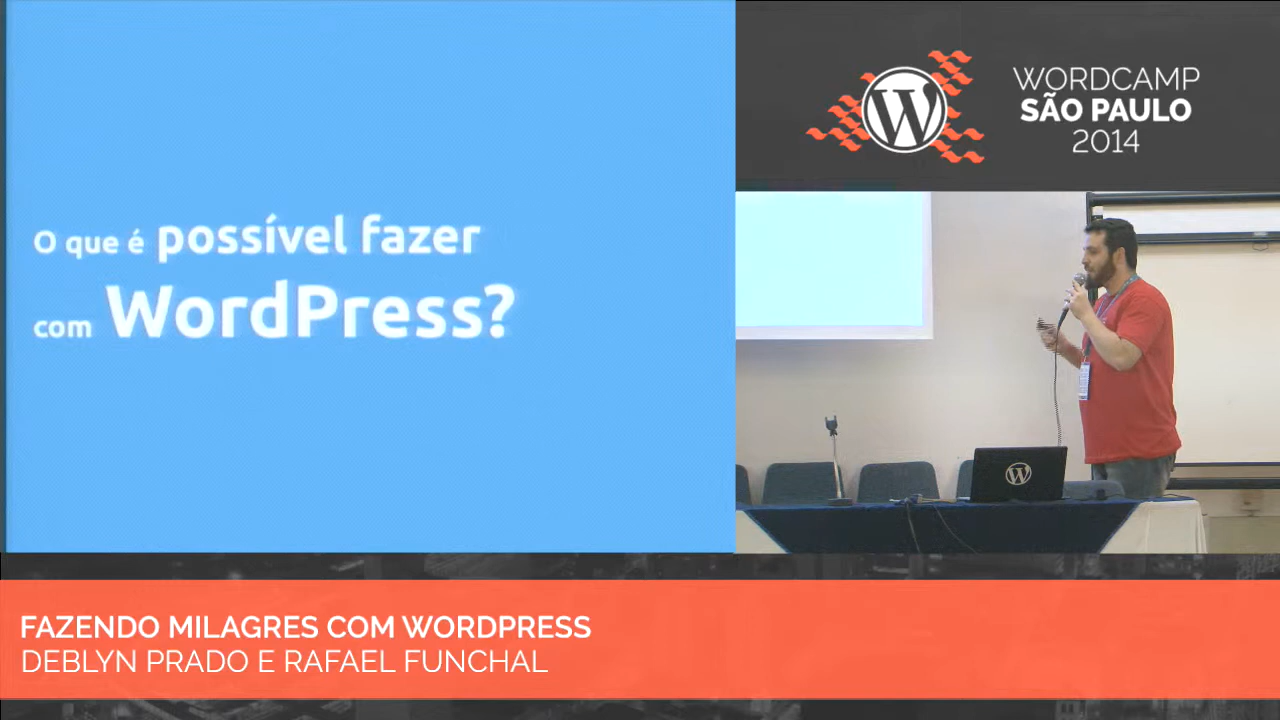 O que é possível fazer
com WordPress?
WORDCAMP
SÃO PAULO
2014
FAZENDO MILAGRES COM WORDPRESS
DEBLYN PRADO E RAFAEL FUNCHAL